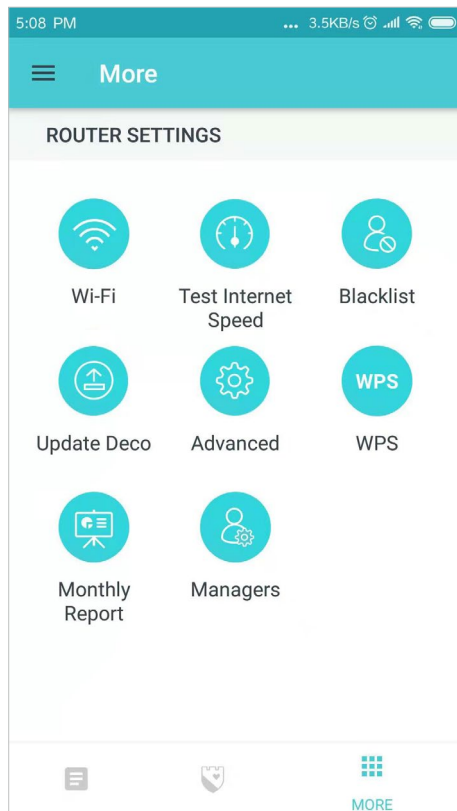 5:08 PM ... 3.5KB/s
More
ROUTER SETTINGS
Wi-Fi
Test Internet
Speed
Blacklist
Update Deco
Advanced
WPS
WPS
Monthly
Report
Managers
MORE